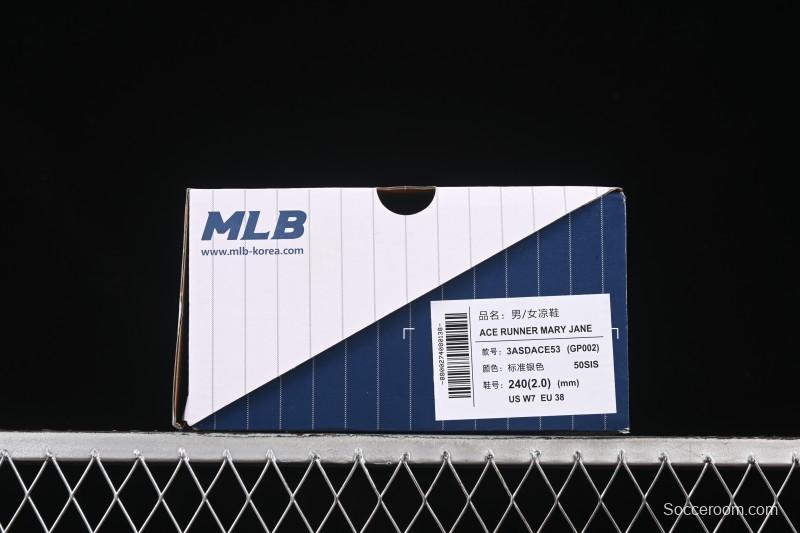 MLB
www.mlb-korea.com
品名：男/女凉鞋
ACE RUNNER MARY JANE
款号：3ASDACE53 (GP002)
颜色：标准银色 50SIS
鞋号：240(2.0) (mm)
US W7 EU 38
Socceroom.com